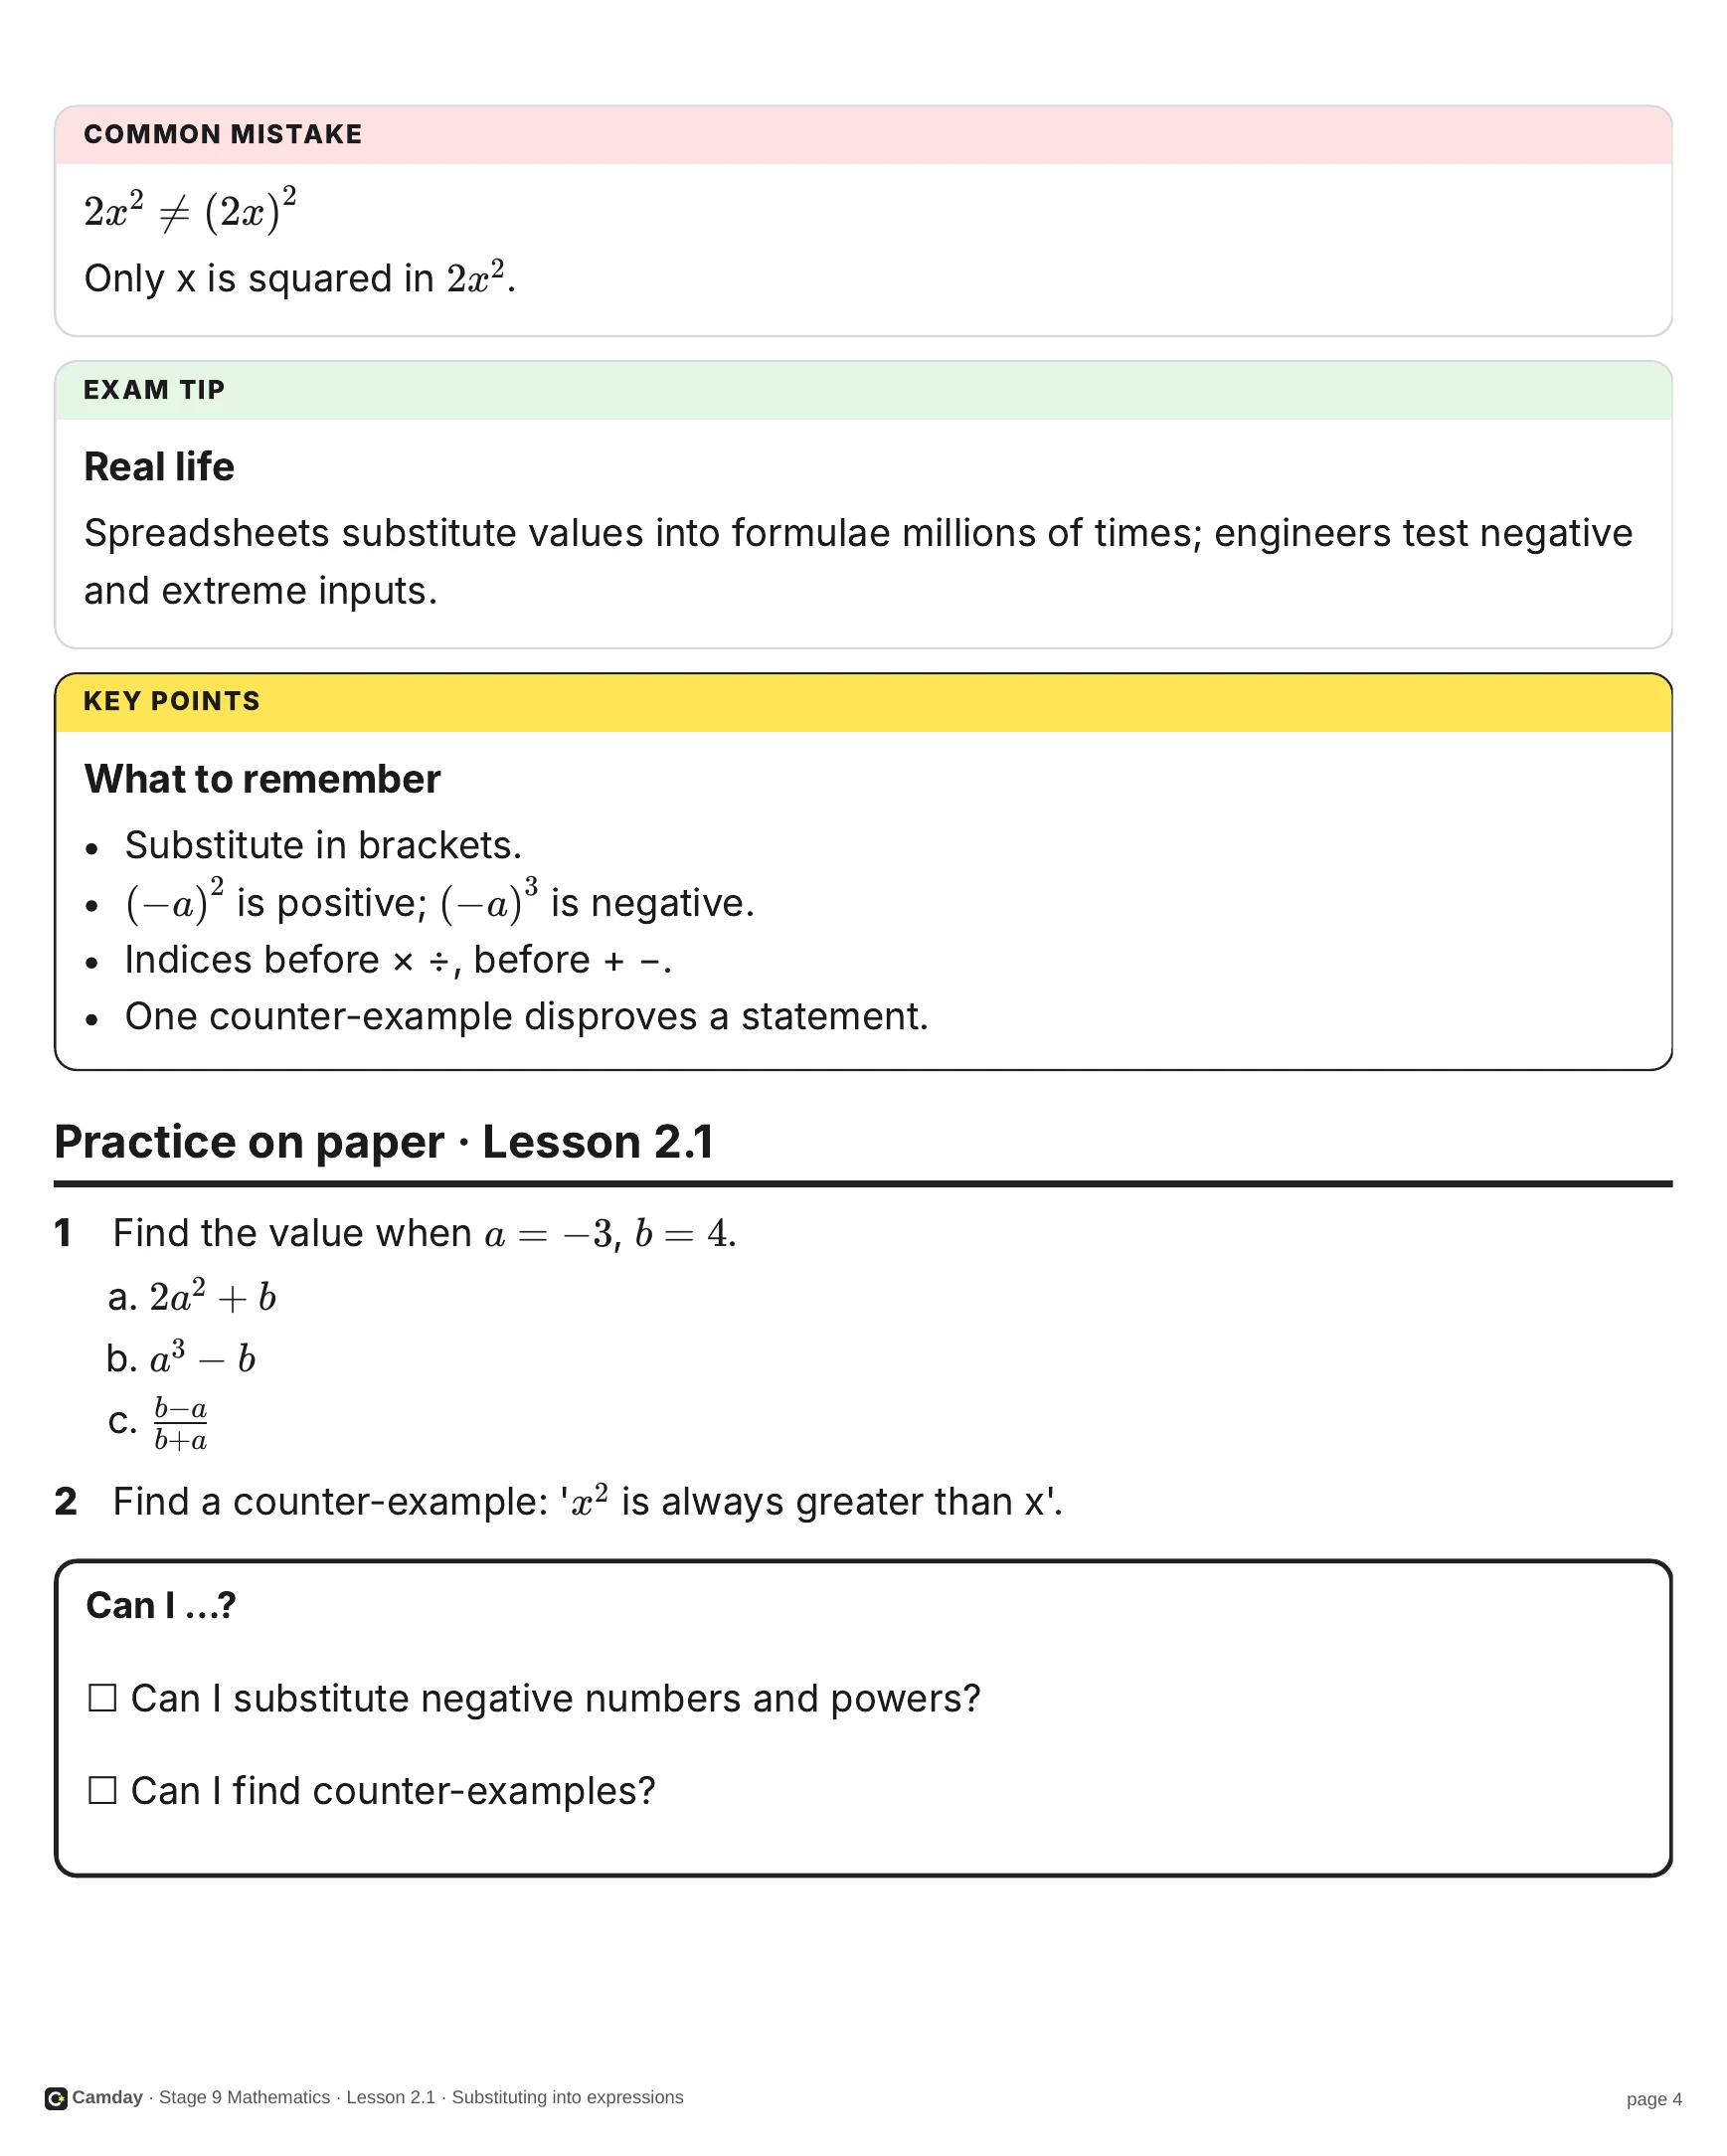 COMMON MISTAKE
2x² ≠ (2x)²
Only x is squared in 2x².
EXAM TIP
Real life
Spreadsheets substitute values into formulae millions of times; engineers test negative
and extreme inputs.
KEY POINTS
What to remember
• Substitute in brackets.
• (−a)² is positive; (−a)³ is negative.
• Indices before × ÷, before + −.
• One counter-example disproves a statement.
Practice on paper · Lesson 2.1
1 Find the value when a = −3, b = 4.
a. 2a² + b
b. a³ − b
c. (b−a)/(b+a)
2 Find a counter-example: 'x² is always greater than x'.
Can I ...?
☐ Can I substitute negative numbers and powers?
☐ Can I find counter-examples?
Camday · Stage 9 Mathematics · Lesson 2.1 · Substituting into expressions
page 4